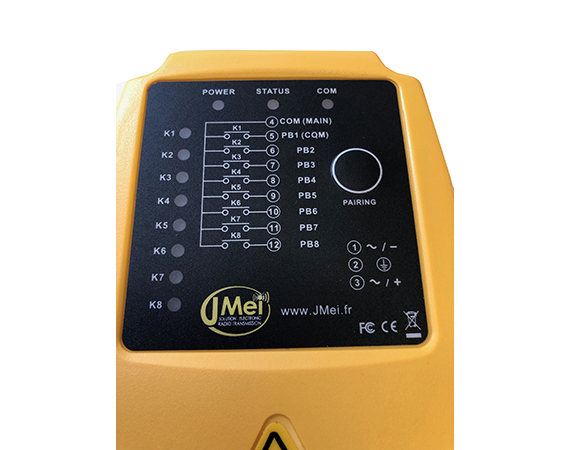 POWER STATUS COM
4 COM (MAIN)
K1 K1 5 PB1 (CQM)
K2 K2 6 PB2
K3 K3 7 PB3
K4 K4 8 PB4
K5 K5 9 PB5
K6 K6 10 PB6
K7 K7 11 PB7
K8 K8 12 PB8
PAIRING
1 ~ / −
2
3 ~ / +
JMei
SOLUTION ELECTRONIC
RADIO TRANSMISSION
www.JMei.fr
FC CE